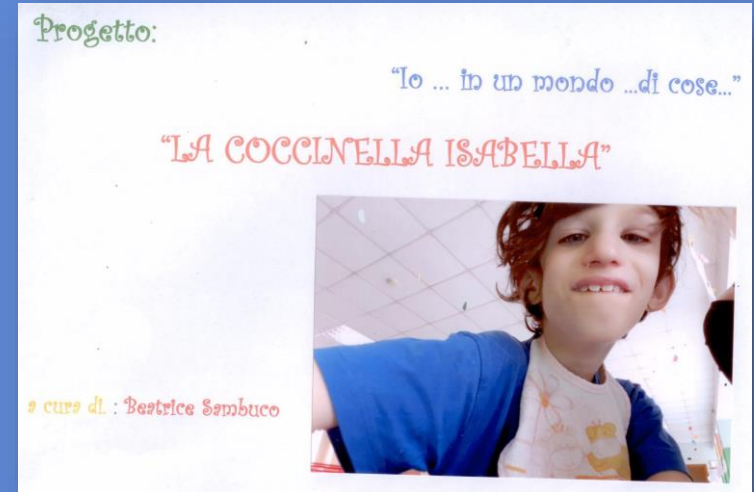 Progetto:
“Io ... in un mondo ...di cose...”
“LA COCCINELLA ISABELLA”
a cura di. : Beatrice Sambuco